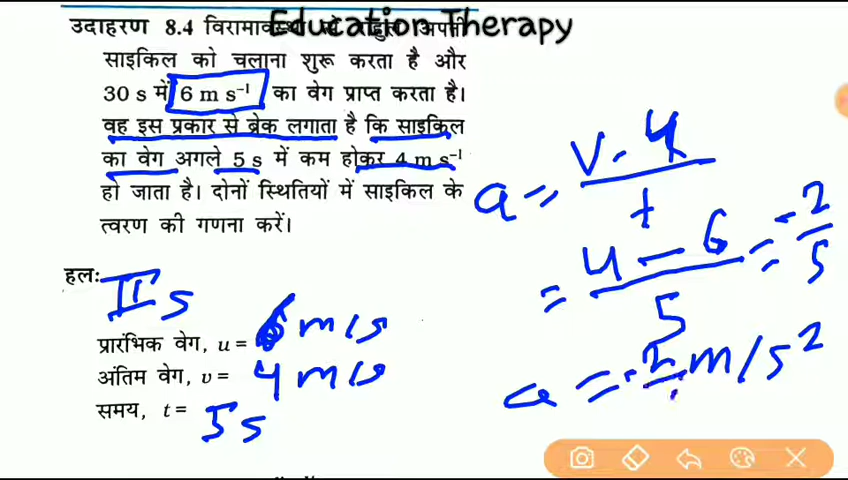 Education Therapy
उदाहरण 8.4 विरामावस्था से राहुल अपनी
साइकिल को चलाना शुरू करता है और
30 s में 6 m s⁻¹ का वेग प्राप्त करता है।
वह इस प्रकार से ब्रेक लगाता है कि साइकिल
का वेग अगले 5 s में कम होकर 4 m s⁻¹
हो जाता है। दोनों स्थितियों में साइकिल के
त्वरण की गणना करें।
हलः
II s
प्रारंभिक वेग, u = 6 m/s
अंतिम वेग, v = 4 m/s
समय, t = 5 s
a = v - u / t
= 4 - 6 / 5 = -2 / 5
a = -2 m/s²